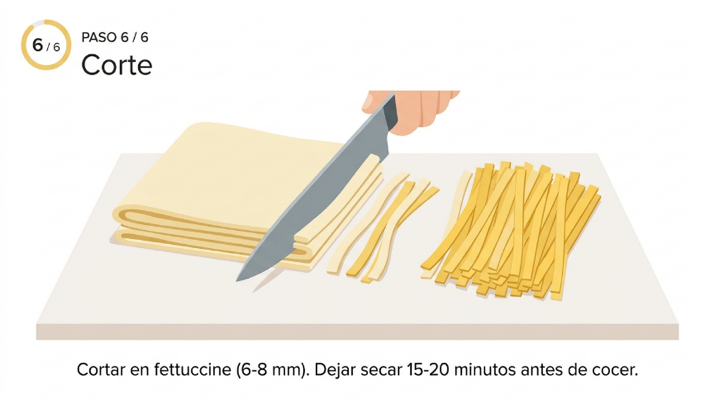 6 / 6
PASO 6 / 6
Corte
Cortar en fettuccine (6-8 mm). Dejar secar 15-20 minutos antes de cocer.